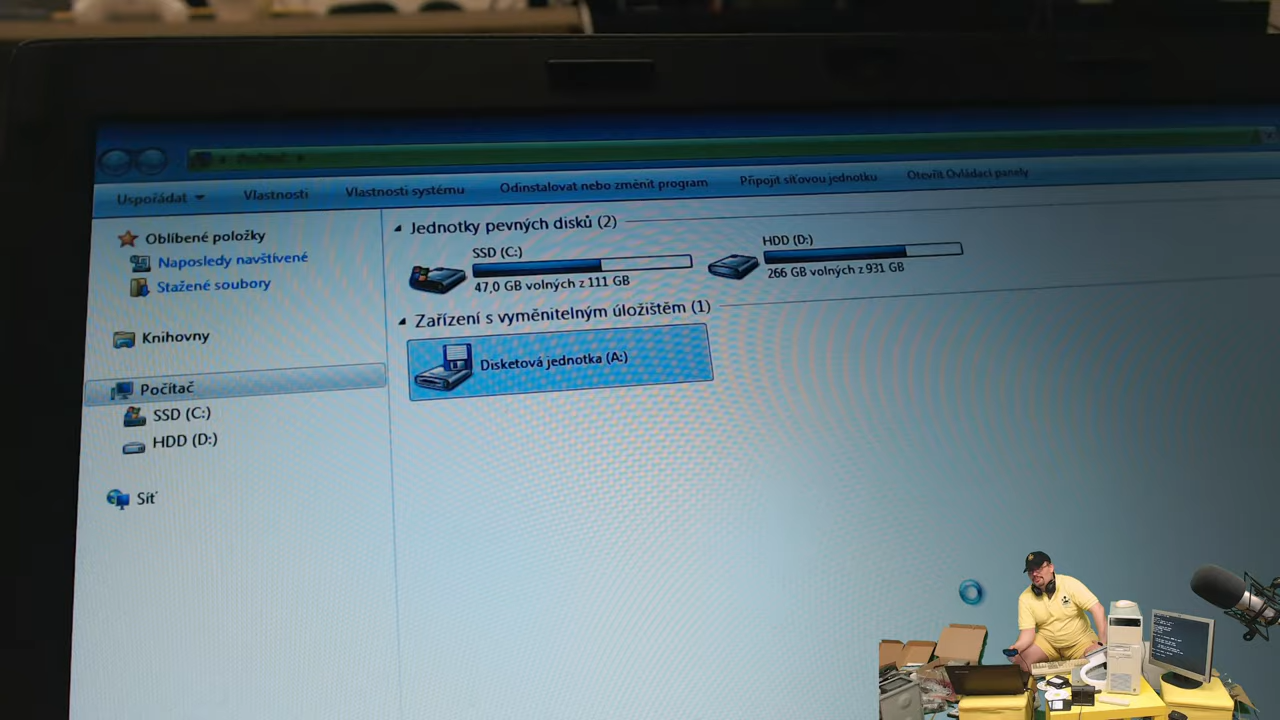 Počítač
Uspořádat
Vlastnosti
Vlastnosti systému
Odinstalovat nebo změnit program
Připojit síťovou jednotku
Otevřít Ovládací panely
Oblíbené položky
Naposledy navštívené
Stažené soubory
Knihovny
Počítač
SSD (C:)
HDD (D:)
Síť
Jednotky pevných disků (2)
SSD (C:)
47,0 GB volných z 111 GB
HDD (D:)
266 GB volných z 931 GB
Zařízení s vyměnitelným úložištěm (1)
Disketová jednotka (A:)